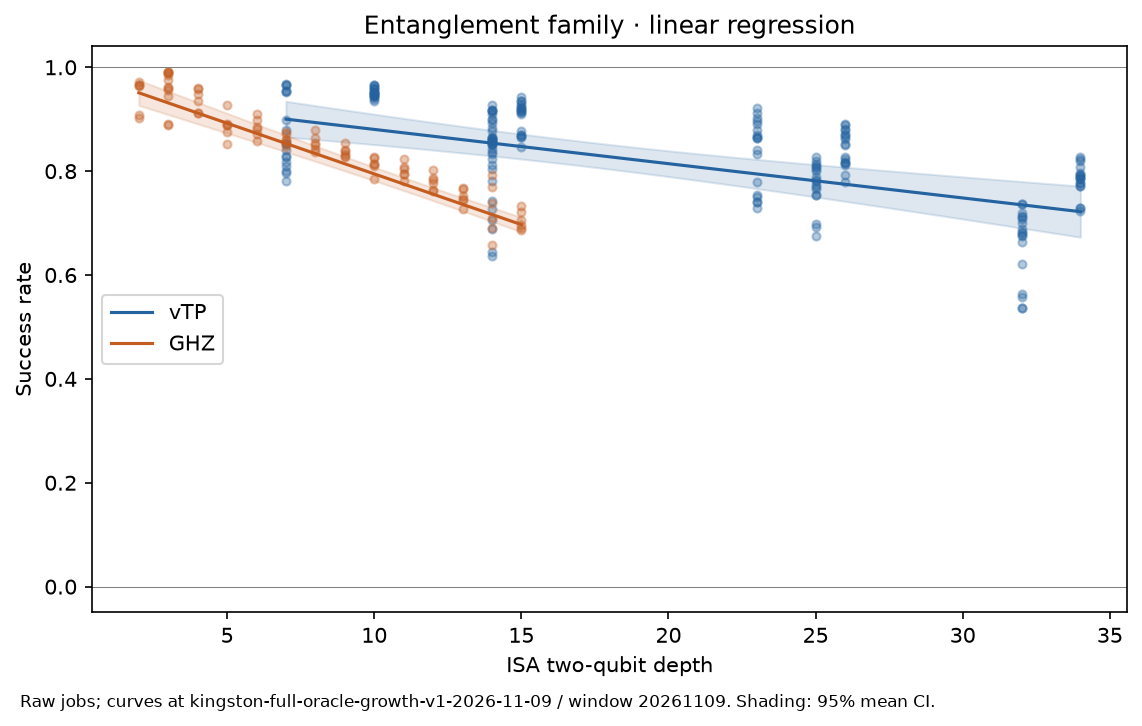 Entanglement family · linear regression
1.0
0.8
0.6
0.4
0.2
0.0
Success rate
vTP
GHZ
5 10 15 20 25 30 35
ISA two-qubit depth
Raw jobs; curves at kingston-full-oracle-growth-v1-2026-11-09 / window 20261109. Shading: 95% mean CI.